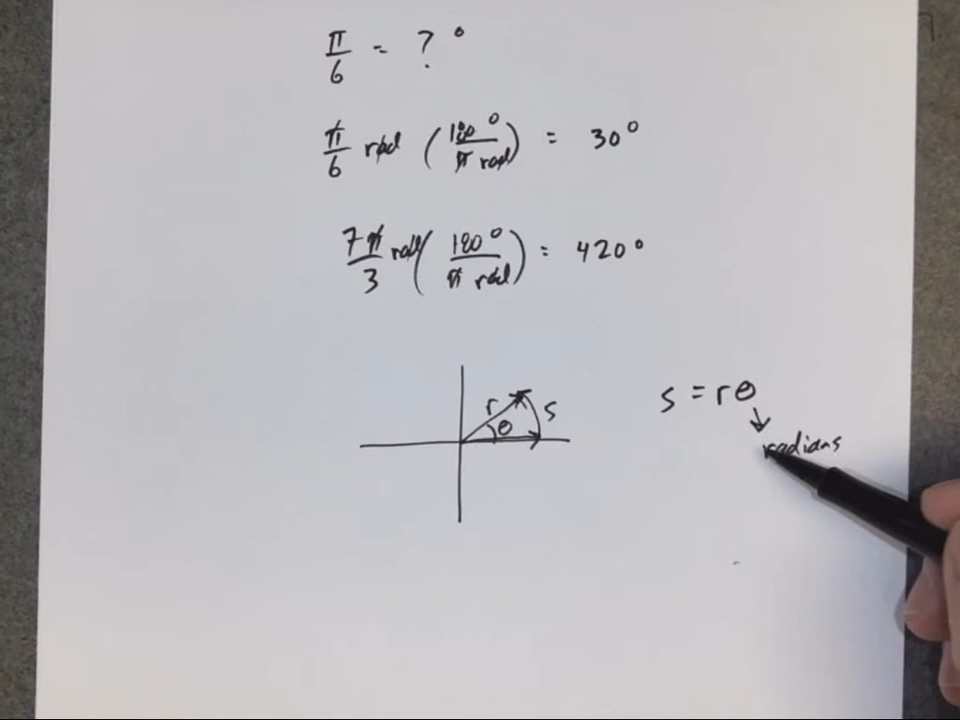 π/6 = ? °
π/6 rad (180°/π rad) = 30°
7π/3 rad (180°/π rad) = 420°
r θ s
s = rθ
radians